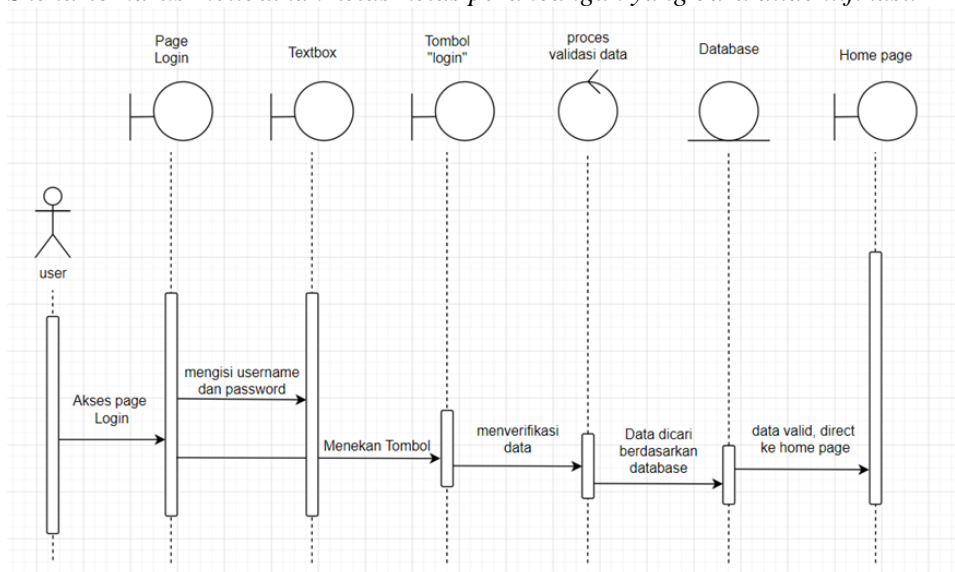 Page
Login
Textbox
Tombol
"login"
proces
validasi data
Database
Home page
user
mengisi username
dan password
Akses page
Login
Menekan Tombol
menverifikasi
data
Data dicari
berdasarkan
database
data valid, direct
ke home page